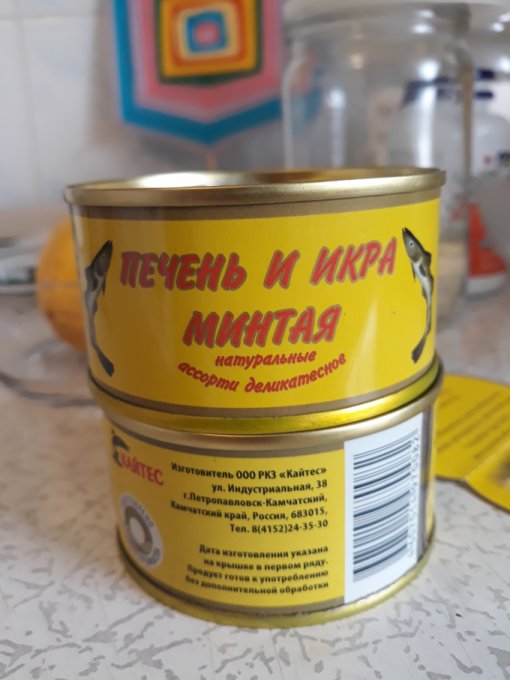 ПЕЧЕНЬ И ИКРА
МИНТАЯ
натуральные
ассорти деликатесное
КАЙТЕС
Изготовитель ООО РКЗ «Кайтес»
ул. Индустриальная, 38
г.Петропавловск-Камчатский,
Камчатский край, Россия, 683015,
Тел. 8(4152)24-35-30
Дата изготовления указана
на крышке в первом ряду.
Продукт готов к употреблению
без дополнительной обработки